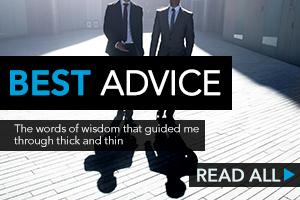 BEST ADVICE
The words of wisdom that guided me
through thick and thin
READ ALL